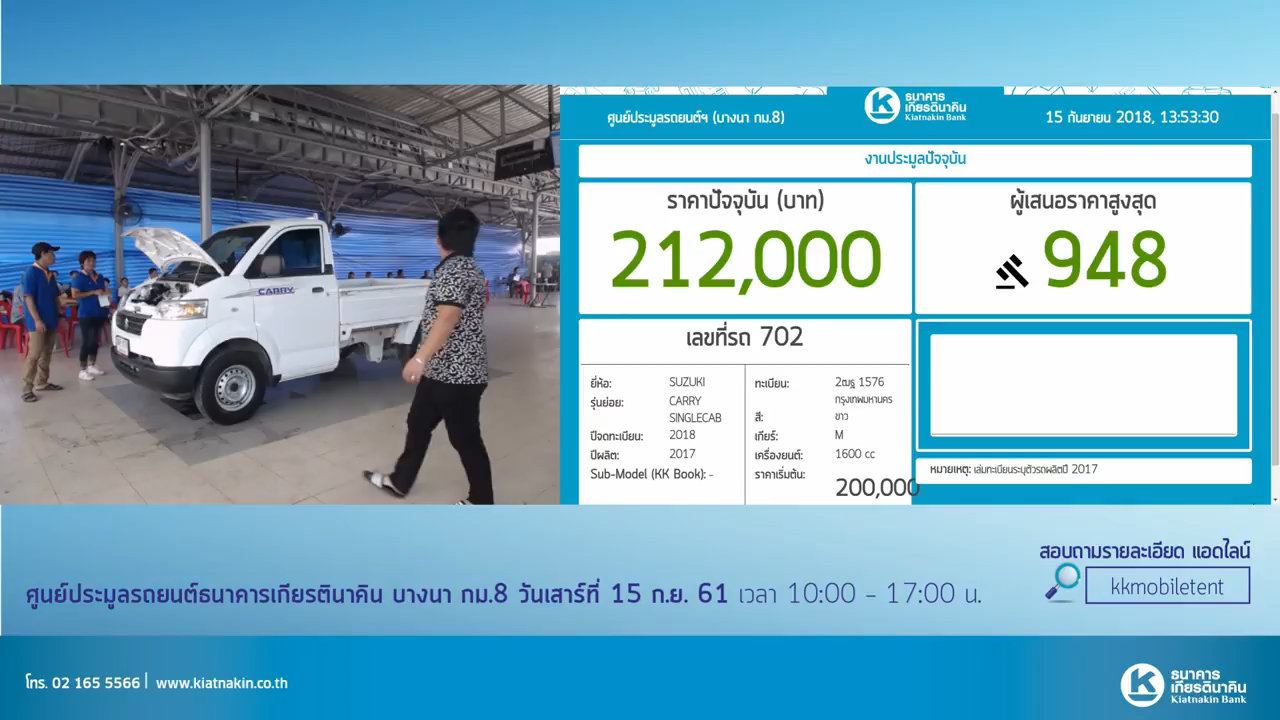 CARRY
ศูนย์ประมูลรถยนต์ฯ (บางนา กม.8)
ธนาคาร
เกียรตินาคิน
Kiatnakin Bank
15 กันยายน 2018, 13:53:30
งานประมูลปัจจุบัน
ราคาปัจจุบัน (บาท)
212,000
ผู้เสนอราคาสูงสุด
948
เลขที่รถ 702
ยี่ห้อ: SUZUKI
รุ่นย่อย: CARRY
SINGLECAB
ปีจดทะเบียน: 2018
ปีผลิต: 2017
Sub-Model (KK Book): -
ทะเบียน: 2ฒฐ 1576
กรุงเทพมหานคร
สี: ขาว
เกียร์: M
เครื่องยนต์: 1600 cc
ราคาเริ่มต้น:
200,000
หมายเหตุ: เล่มทะเบียนระบุตัวรถผลิตปี 2017
สอบถามรายละเอียด แอดไลน์
kkmobiletent
ศูนย์ประมูลรถยนต์ธนาคารเกียรตินาคิน บางนา กม.8 วันเสาร์ที่ 15 ก.ย. 61 เวลา 10:00 - 17:00 น.
โทร. 02 165 5566 | www.kiatnakin.co.th
ธนาคาร
เกียรตินาคิน
Kiatnakin Bank